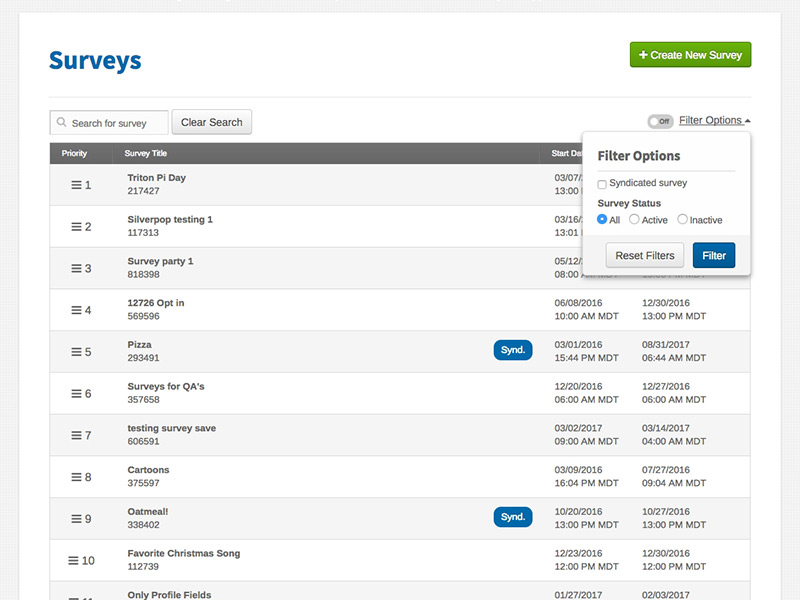 Surveys
+ Create New Survey
Search for survey
Clear Search
Off
Filter Options
Priority Survey Title Start Da
Filter Options
Syndicated survey
Survey Status
All Active Inactive
Reset Filters Filter
1 Triton Pi Day 03/07/
217427 13:00
2 Silverpop testing 1 03/16/
117313 13:01
3 Survey party 1 05/12/
818398 08:00
4 12726 Opt in 06/08/2016 12/30/2016
569596 10:00 AM MDT 13:00 PM MDT
5 Pizza Synd. 03/01/2016 08/31/2017
293491 15:44 PM MDT 06:44 AM MDT
6 Surveys for QA's 12/20/2016 12/27/2016
357658 06:00 AM MDT 06:00 AM MDT
7 testing survey save 03/02/2017 03/14/2017
606591 09:00 AM MDT 04:00 AM MDT
8 Cartoons 03/09/2016 07/27/2016
375597 16:04 PM MDT 09:04 AM MDT
9 Oatmeal! Synd. 10/20/2016 10/27/2016
338402 13:00 PM MDT 13:00 PM MDT
10 Favorite Christmas Song 12/23/2016 12/30/2016
112739 12:00 PM MDT 12:00 PM MDT
Only Profile Fields 01/27/2017 02/03/2017